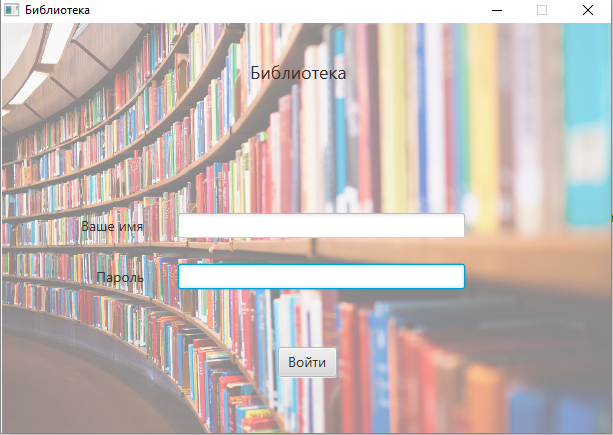 Библиотека
Библиотека
Ваше имя
Пароль
Войти